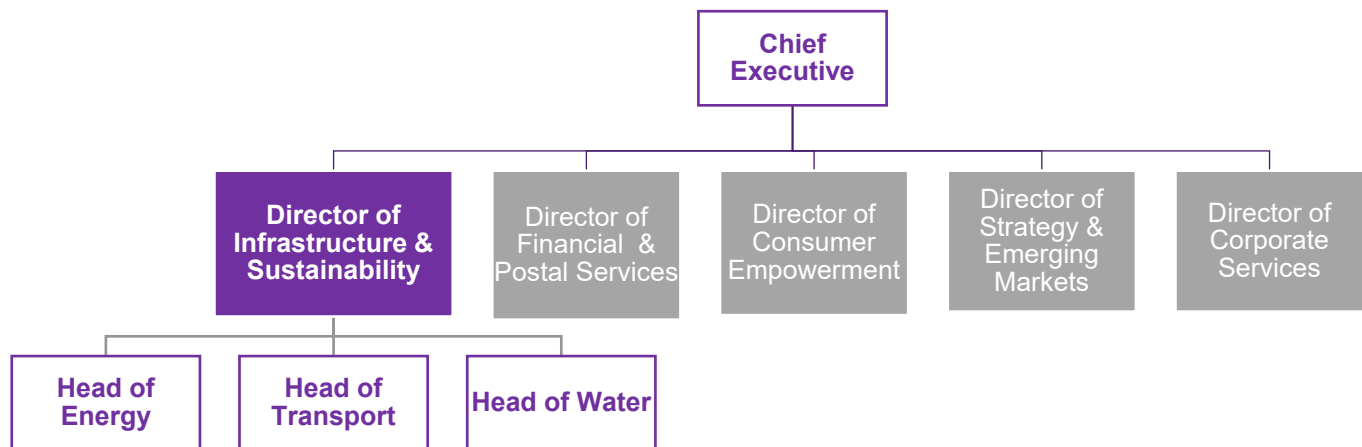 Chief
Executive
Director of
Infrastructure &
Sustainability
Director of
Financial &
Postal Services
Director of
Consumer
Empowerment
Director of
Strategy &
Emerging
Markets
Director of
Corporate
Services
Head of
Energy
Head of
Transport
Head of Water